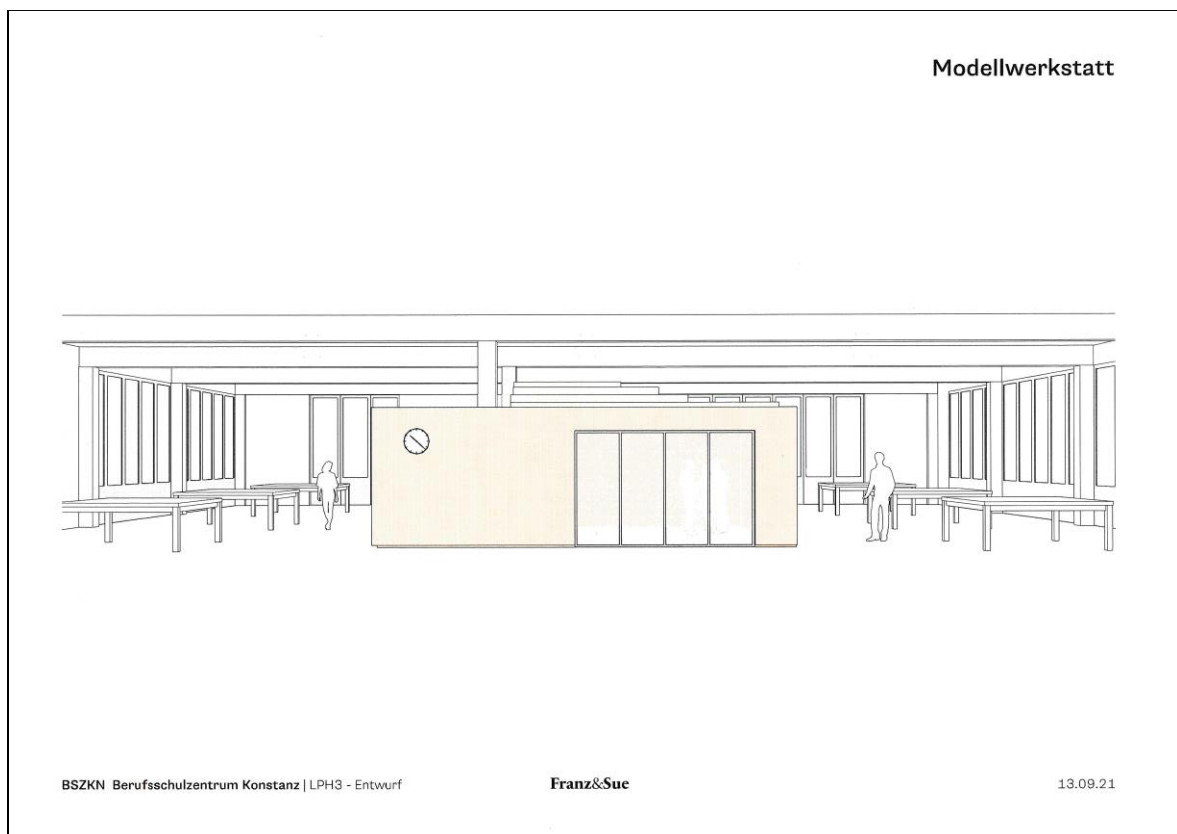 Modellwerkstatt
BSZKN Berufsschulzentrum Konstanz | LPH3 - Entwurf
Franz&Sue
13.09.21